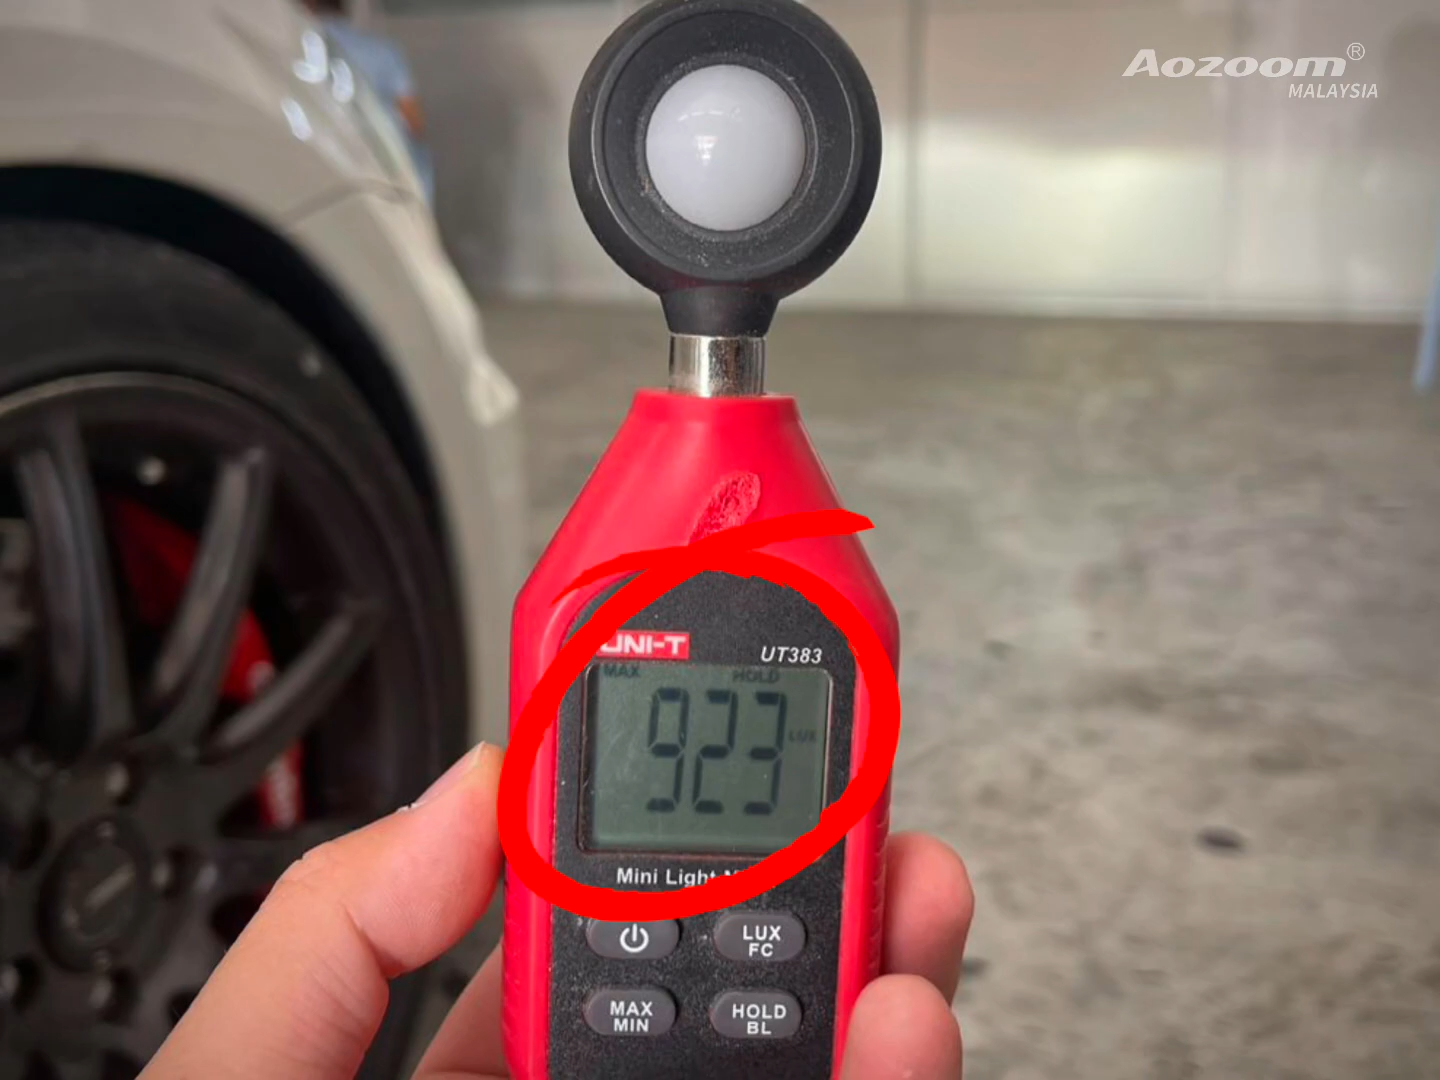 Aozoom®
MALAYSIA
UNI-T
UT383
MAX HOLD
923 LUX
Mini Light
LUX
FC
MAX
MIN
HOLD
BL